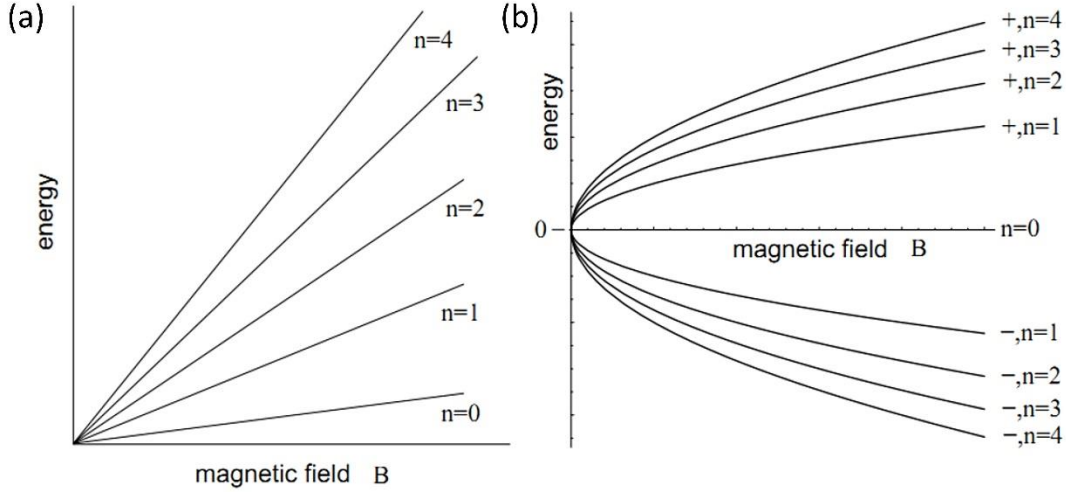 (a)
energy
n=4
n=3
n=2
n=1
n=0
magnetic field B
(b)
energy
+,n=4
+,n=3
+,n=2
+,n=1
0
n=0
magnetic field B
−,n=1
−,n=2
−,n=3
−,n=4